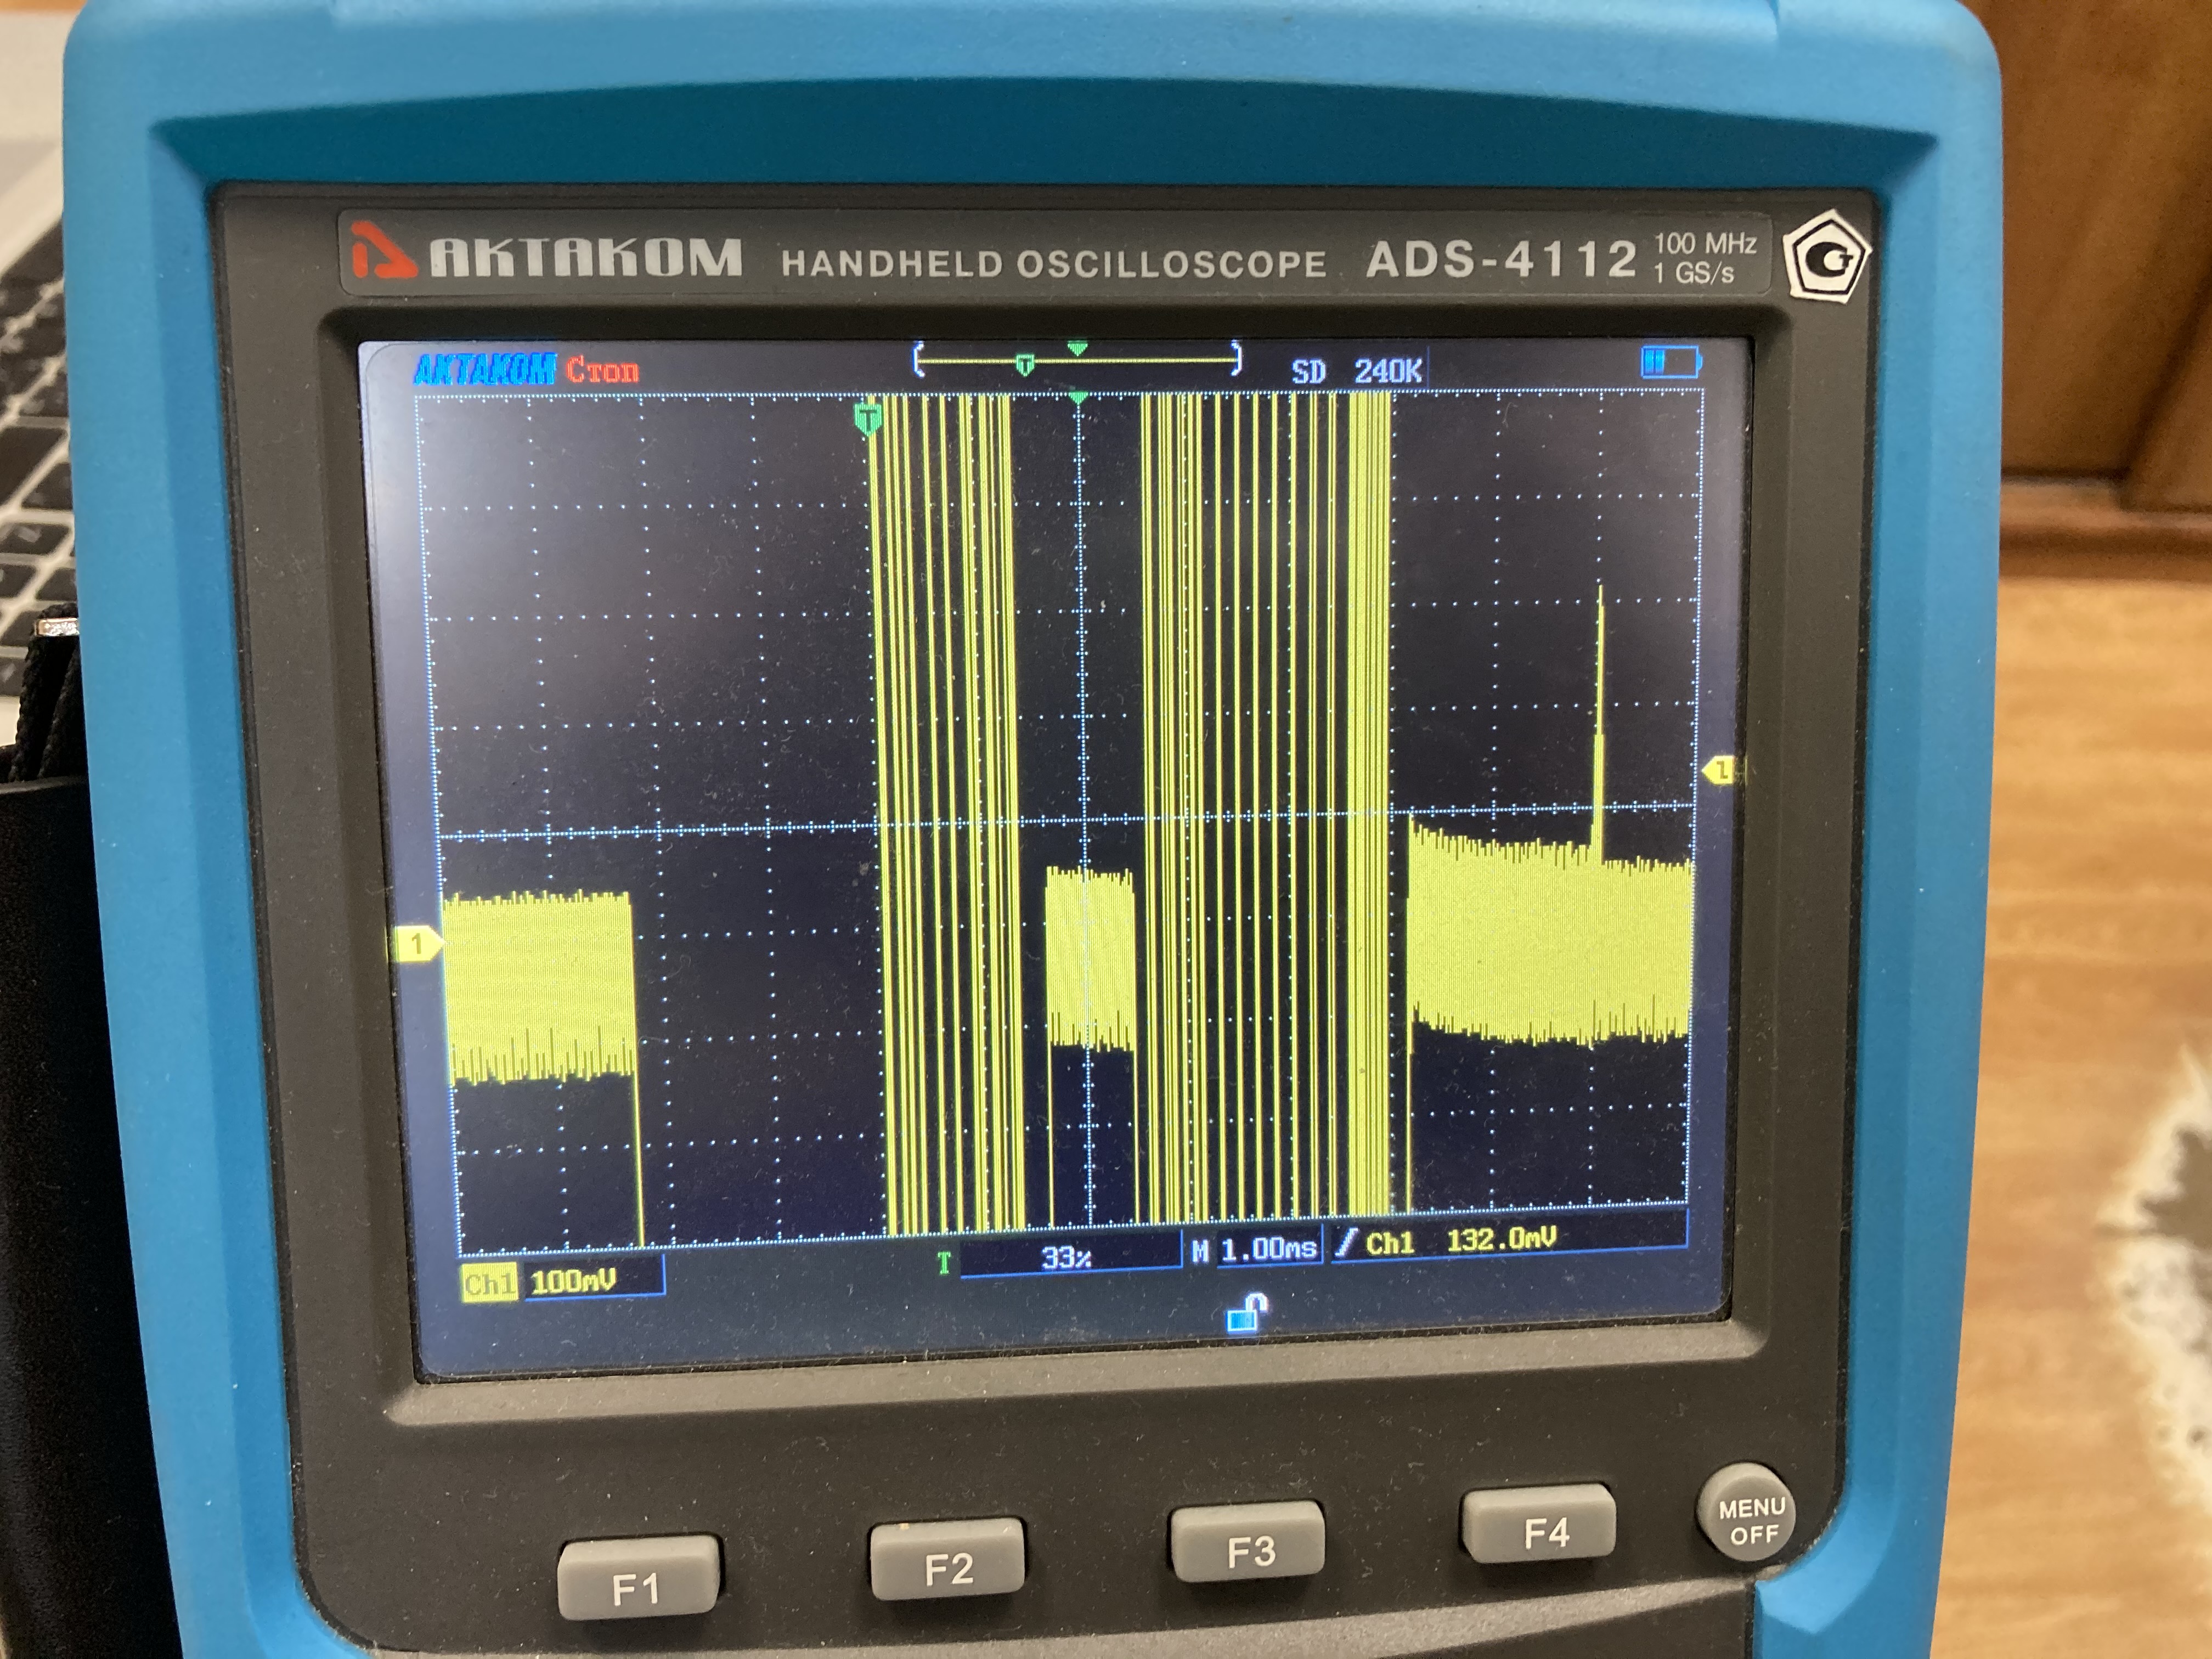 AKTAKOM HANDHELD OSCILLOSCOPE ADS-4112 100 MHz
1 GS/s
AKTAKOM Стоп T SD 240K
T
1
1
Ch1 100mV T 33% M 1.00ms Ch1 132.0mV
F1 F2 F3 F4 MENU
OFF